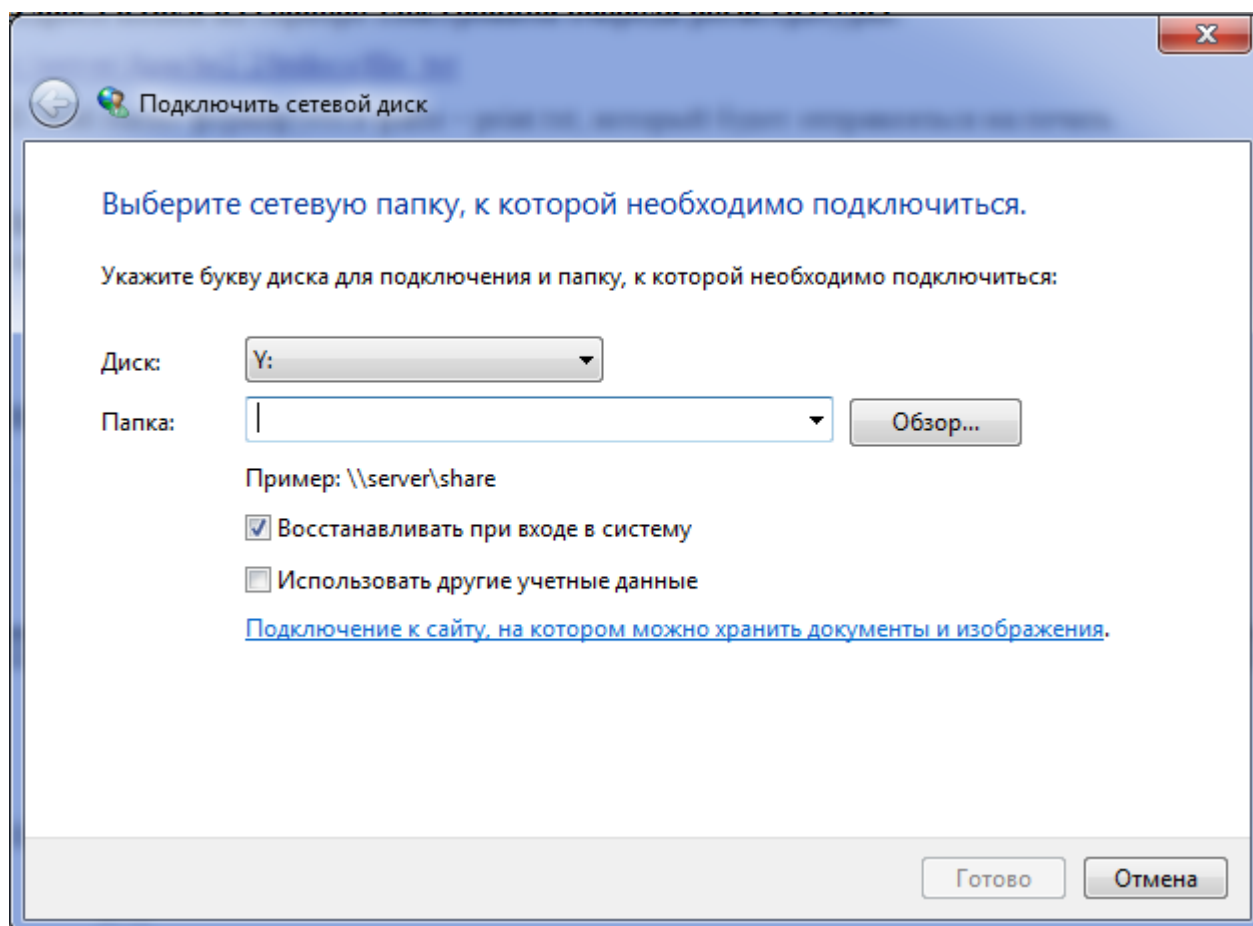 Подключить сетевой диск
Выберите сетевую папку, к которой необходимо подключиться.
Укажите букву диска для подключения и папку, к которой необходимо подключиться:
Диск: Y:
Папка: Обзор...
Пример: \\server\share
Восстанавливать при входе в систему
Использовать другие учетные данные
Подключение к сайту, на котором можно хранить документы и изображения.
Готово Отмена